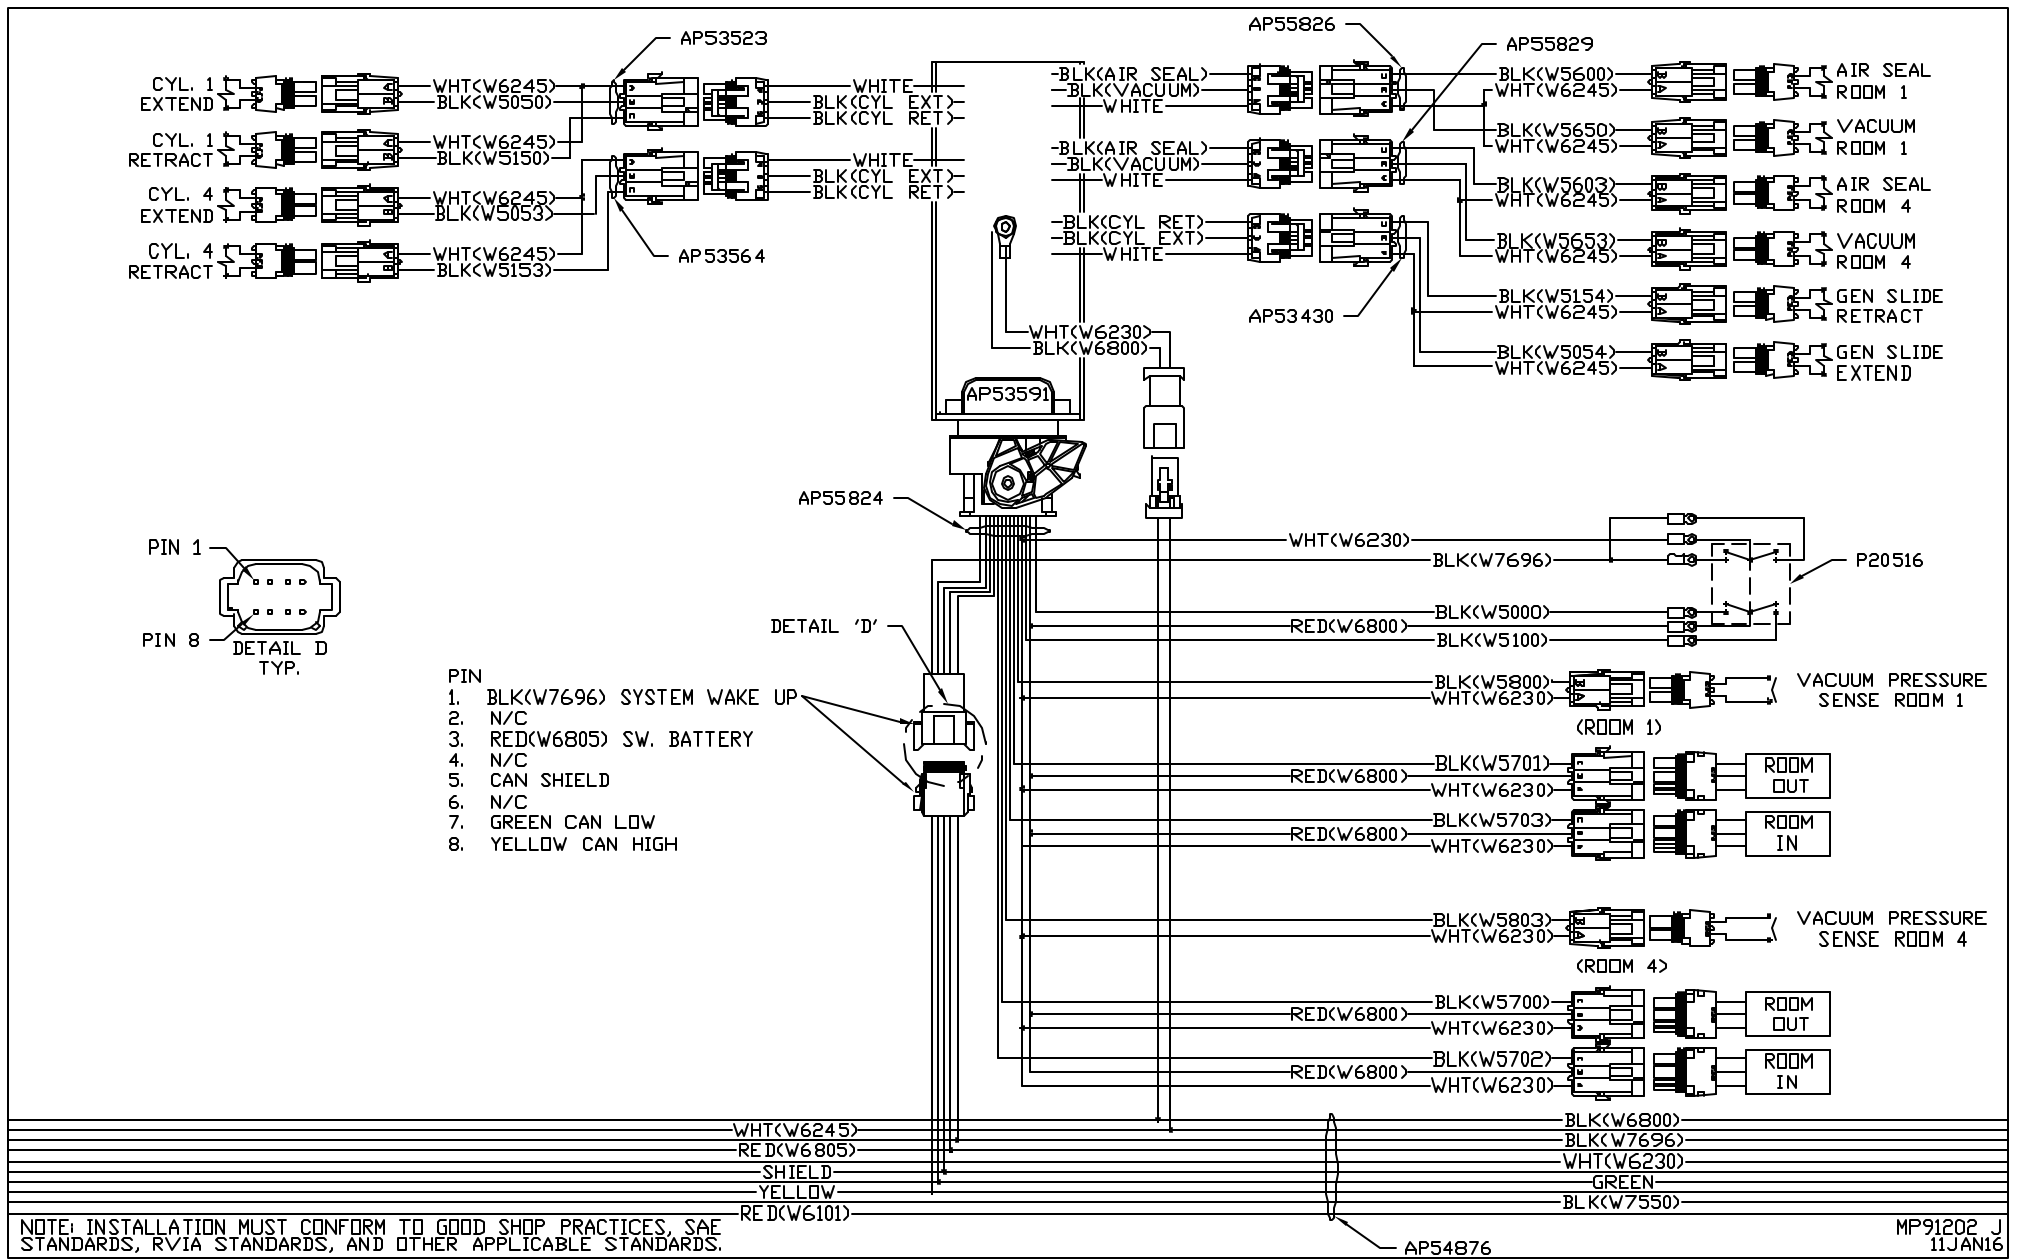 AP53523
CYL. 1
EXTEND
WHT(W6245)
BLK(W5050)
WHITE
BLK(CYL EXT)
BLK(CYL RET)
CYL. 1
RETRACT
WHT(W6245)
BLK(W5150)
WHITE
BLK(CYL EXT)
BLK(CYL RET)
CYL. 4
EXTEND
WHT(W6245)
BLK(W5053)
CYL. 4
RETRACT
WHT(W6245)
BLK(W5153)
AP53564
AP55826
AP55829
BLK(AIR SEAL)
BLK(VACUUM)
WHITE
BLK(AIR SEAL)
BLK(VACUUM)
WHITE
BLK(CYL RET)
BLK(CYL EXT)
WHITE
AP53430
BLK(W5600)
WHT(W6245)
AIR SEAL
ROOM 1
BLK(W5650)
WHT(W6245)
VACUUM
ROOM 1
BLK(W5603)
WHT(W6245)
AIR SEAL
ROOM 4
BLK(W5653)
WHT(W6245)
VACUUM
ROOM 4
BLK(W5154)
WHT(W6245)
GEN SLIDE
RETRACT
BLK(W5054)
WHT(W6245)
GEN SLIDE
EXTEND
WHT(W6230)
BLK(W6800)
AP53591
AP55824
PIN 1
PIN 8
DETAIL D
TYP.
DETAIL 'D'
PIN
1. BLK(W7696) SYSTEM WAKE UP
2. N/C
3. RED(W6805) SW. BATTERY
4. N/C
5. CAN SHIELD
6. N/C
7. GREEN CAN LOW
8. YELLOW CAN HIGH
WHT(W6230)
BLK(W7696)
P20516
BLK(W5000)
RED(W6800)
BLK(W5100)
BLK(W5800)
WHT(W6230)
B
A
VACUUM PRESSURE
SENSE ROOM 1
(ROOM 1)
BLK(W5701)
RED(W6800)
WHT(W6230)
ROOM
OUT
BLK(W5703)
RED(W6800)
WHT(W6230)
ROOM
IN
BLK(W5803)
WHT(W6230)
B
A
VACUUM PRESSURE
SENSE ROOM 4
(ROOM 4)
BLK(W5700)
RED(W6800)
WHT(W6230)
ROOM
OUT
BLK(W5702)
RED(W6800)
WHT(W6230)
ROOM
IN
BLK(W6800)
WHT(W6245)
BLK(W7696)
RED(W6805)
WHT(W6230)
SHIELD
GREEN
YELLOW
BLK(W7550)
RED(W6101)
AP54876
NOTE: INSTALLATION MUST CONFORM TO GOOD SHOP PRACTICES, SAE
STANDARDS, RVIA STANDARDS, AND OTHER APPLICABLE STANDARDS.
MP91202 J
11JAN16